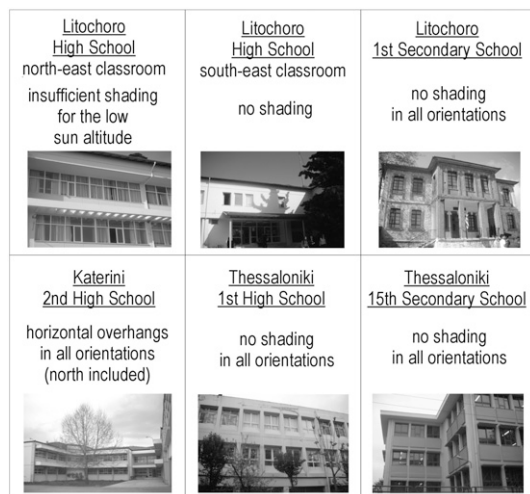 Litochoro
High School
north-east classroom
insufficient shading
for the low
sun altitude
Litochoro
High School
south-east classroom
no shading
Litochoro
1st Secondary School
no shading
in all orientations
Katerini
2nd High School
horizontal overhangs
in all orientations
(north included)
Thessaloniki
1st High School
no shading
in all orientations
Thessaloniki
15th Secondary School
no shading
in all orientations